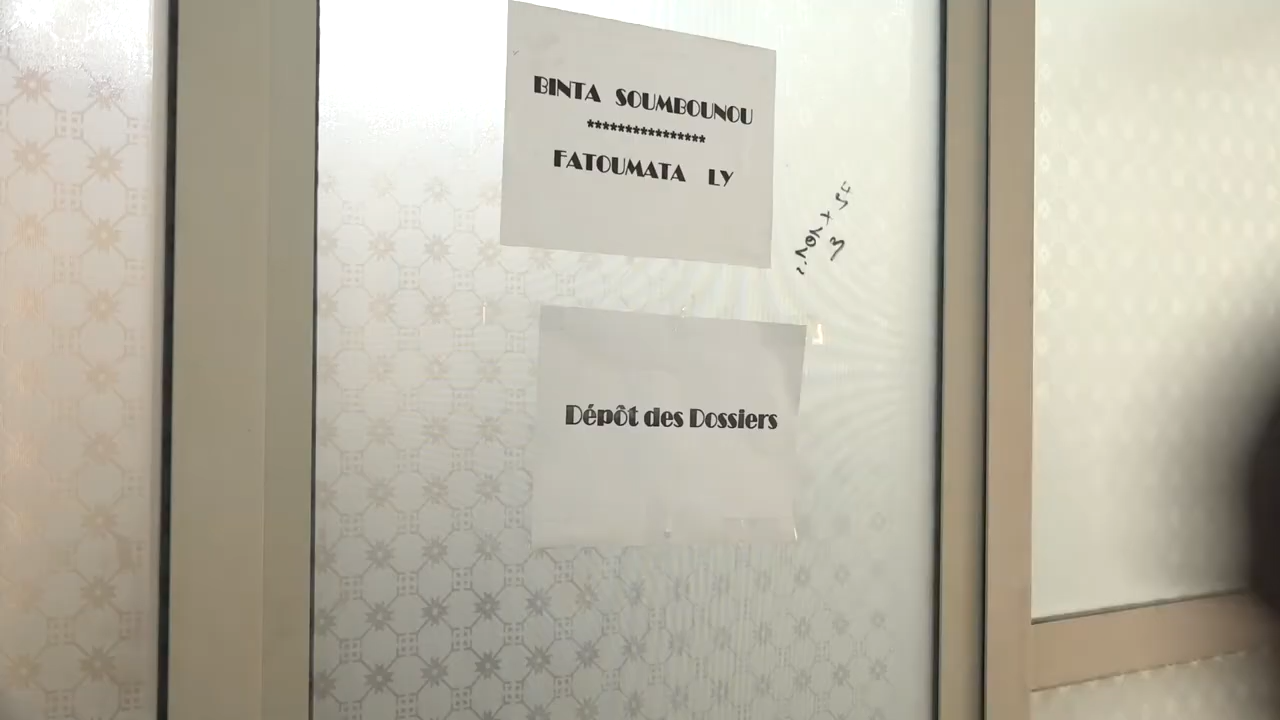 BINTA SOUMBOUNOU
****************
FATOUMATA LY
Dépôt des Dossiers